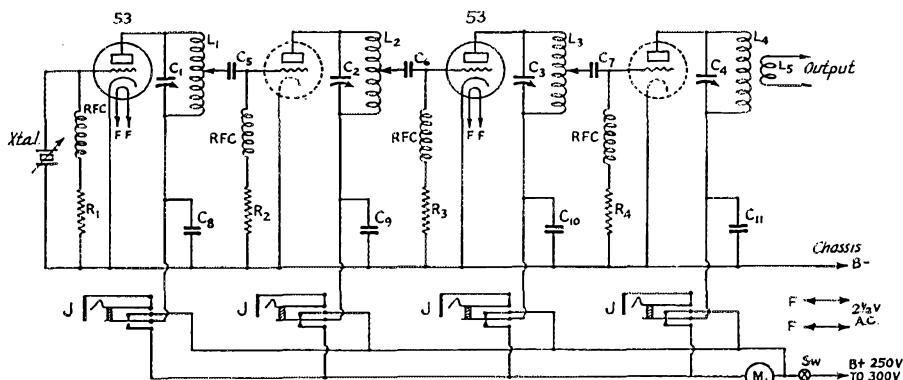 53
53
L₁
L₂
L₃
L₄
L₅
Output
C₁
C₅
C₂
C₆
C₃
C₇
C₄
Xtal.
RFC
F F
RFC
RFC
F F
RFC
R₁
C₈
R₂
C₉
R₃
C₁₀
R₄
C₁₁
Chassis
B-
J
J
J
J
F
F
2½V
A.C.
M.
Sw
B+ 250V
TO 300V